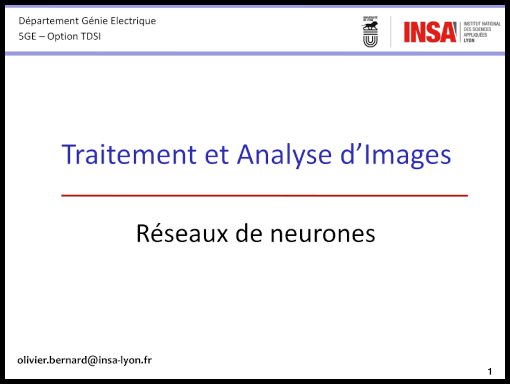 Département Génie Electrique
5GE – Option TDSI
INSA
INSTITUT NATIONAL
DES SCIENCES
APPLIQUÉES
LYON
Traitement et Analyse d’Images
Réseaux de neurones
olivier.bernard@insa-lyon.fr
1